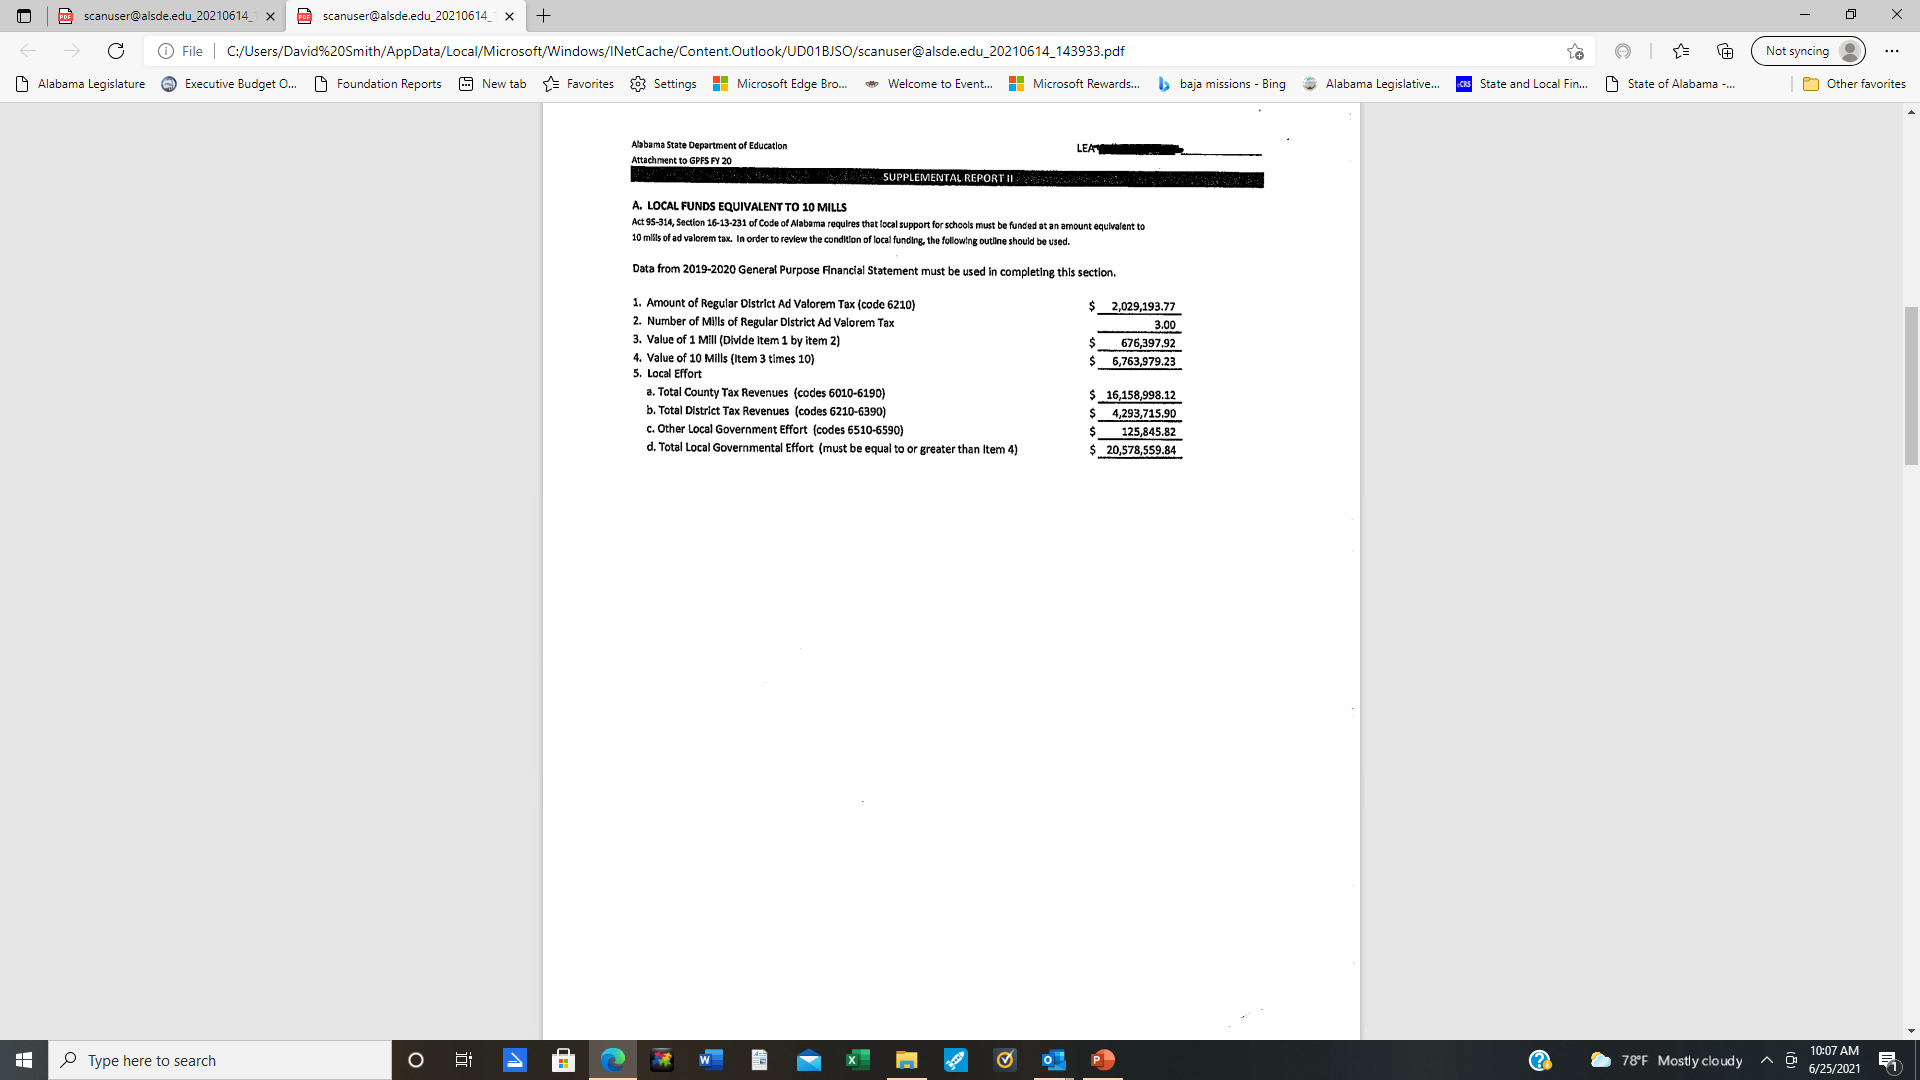 scanuser@alsde.edu_20210614_
scanuser@alsde.edu_20210614_
File C:/Users/David%20Smith/AppData/Local/Microsoft/Windows/INetCache/Content.Outlook/UD01BJSO/scanuser@alsde.edu_20210614_143933.pdf Not syncing
Alabama Legislature Executive Budget O... Foundation Reports New tab Favorites Settings Microsoft Edge Bro... Welcome to Event... Microsoft Rewards... baja missions - Bing Alabama Legislative... CRS State and Local Fin... State of Alabama -... Other favorites
Alabama State Department of Education LEA
Attachment to GPFS FY 20
SUPPLEMENTAL REPORT II
A. LOCAL FUNDS EQUIVALENT TO 10 MILLS
Act 95-314, Section 16-13-231 of Code of Alabama requires that local support for schools must be funded at an amount equivalent to
10 mills of ad valorem tax. In order to review the condition of local funding, the following outline should be used.
Data from 2019-2020 General Purpose Financial Statement must be used in completing this section.
1. Amount of Regular District Ad Valorem Tax (code 6210) $ 2,029,193.77
2. Number of Mills of Regular District Ad Valorem Tax 3.00
3. Value of 1 Mill (Divide Item 1 by item 2) $ 676,397.92
4. Value of 10 Mills (Item 3 times 10) $ 6,763,979.23
5. Local Effort
a. Total County Tax Revenues (codes 6010-6190) $ 16,158,998.12
b. Total District Tax Revenues (codes 6210-6390) $ 4,293,715.90
c. Other Local Government Effort (codes 6510-6590) $ 125,845.82
d. Total Local Governmental Effort (must be equal to or greater than Item 4) $ 20,578,559.84
Type here to search
78°F Mostly cloudy
10:07 AM
6/25/2021
1